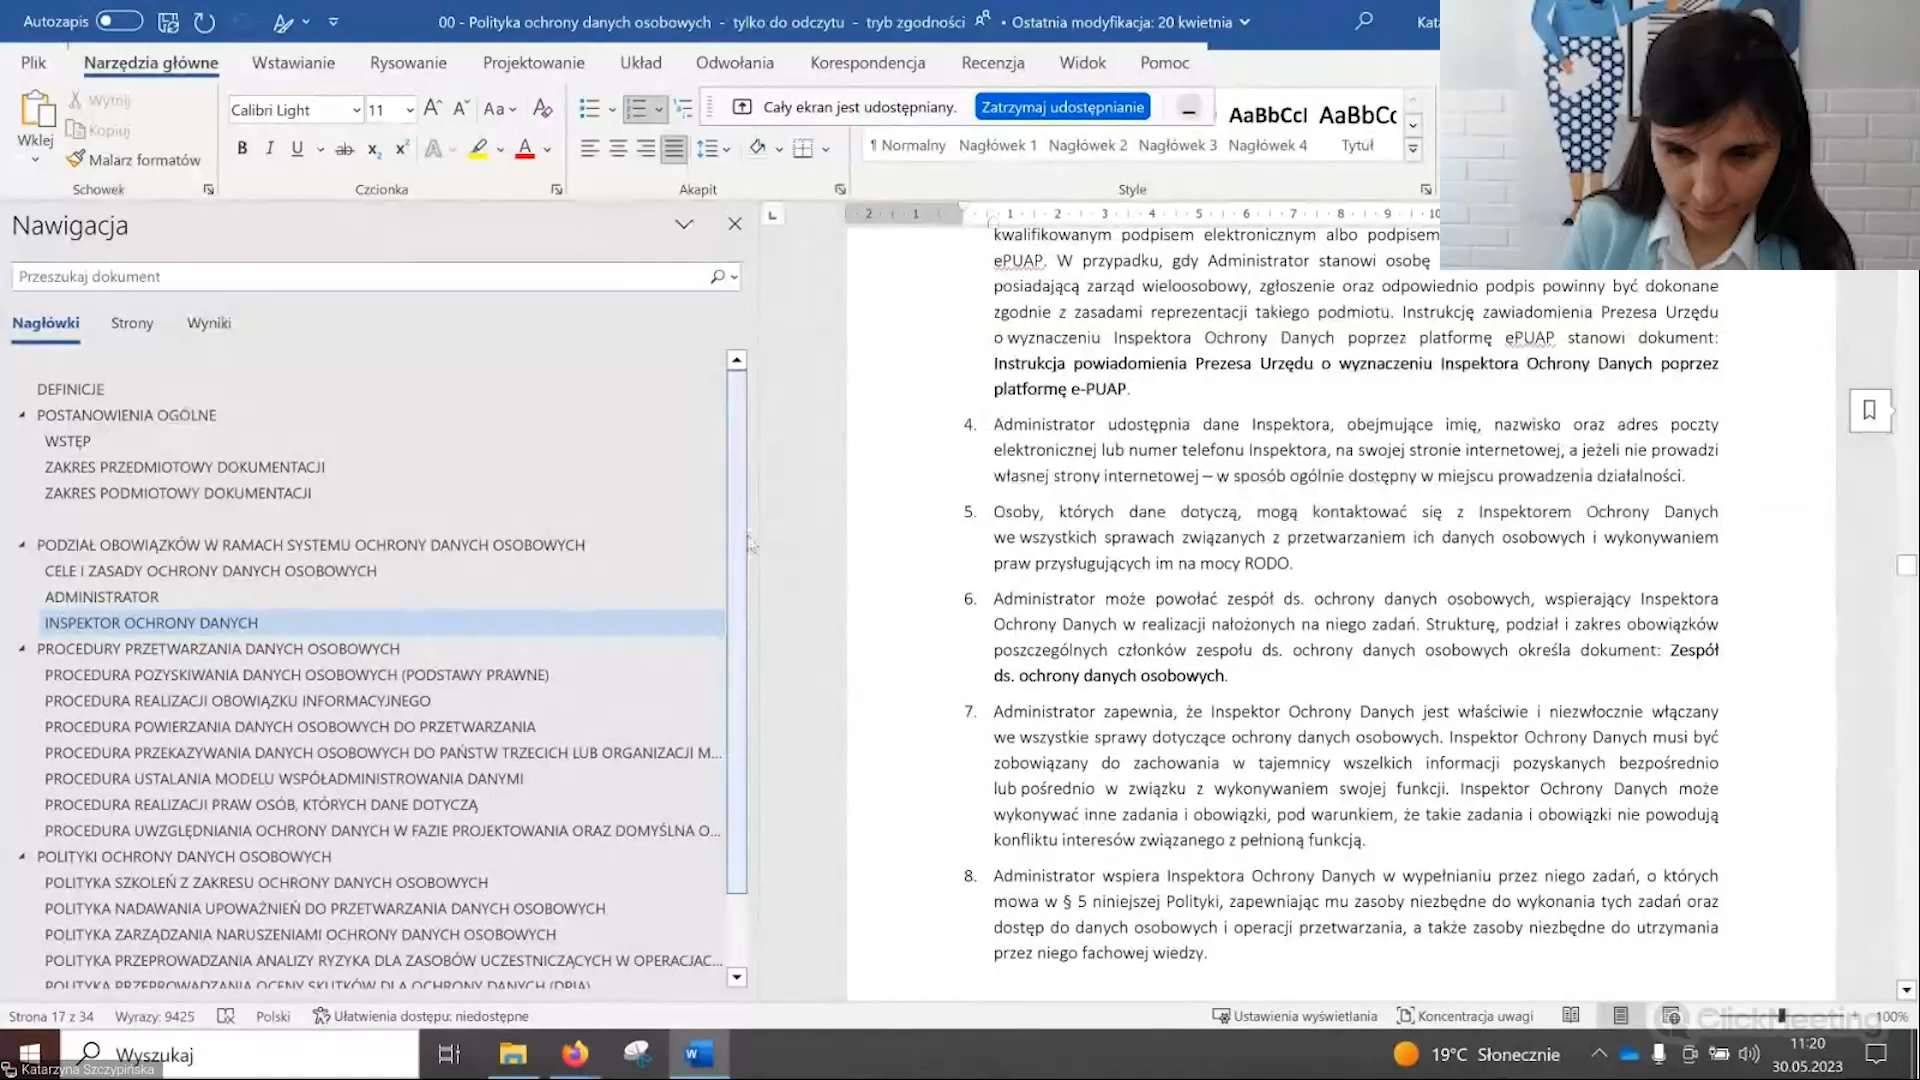 Autozapis
00 - Polityka ochrony danych osobowych - tylko do odczytu - tryb zgodności • Ostatnia modyfikacja: 20 kwietnia
Kat
Plik Narzędzia główne Wstawianie Rysowanie Projektowanie Układ Odwołania Korespondencja Recenzja Widok Pomoc
Wklej
Wytnij
Kopiuj
Malarz formatów
Schowek
Calibri Light 11
Czcionka
Akapit
Cały ekran jest udostępniany. Zatrzymaj udostępnianie
AaBbCcI AaBbCc
¶ Normalny Nagłówek 1 Nagłówek 2 Nagłówek 3 Nagłówek 4 Tytuł
Style
Nawigacja
Przeszukaj dokument
Nagłówki Strony Wyniki
DEFINICJE
POSTANOWIENIA OGÓLNE
WSTĘP
ZAKRES PRZEDMIOTOWY DOKUMENTACJI
ZAKRES PODMIOTOWY DOKUMENTACJI
PODZIAŁ OBOWIĄZKÓW W RAMACH SYSTEMU OCHRONY DANYCH OSOBOWYCH
CELE I ZASADY OCHRONY DANYCH OSOBOWYCH
ADMINISTRATOR
INSPEKTOR OCHRONY DANYCH
PROCEDURY PRZETWARZANIA DANYCH OSOBOWYCH
PROCEDURA POZYSKIWANIA DANYCH OSOBOWYCH (PODSTAWY PRAWNE)
PROCEDURA REALIZACJI OBOWIĄZKU INFORMACYJNEGO
PROCEDURA POWIERZANIA DANYCH OSOBOWYCH DO PRZETWARZANIA
PROCEDURA PRZEKAZYWANIA DANYCH OSOBOWYCH DO PAŃSTW TRZECICH LUB ORGANIZACJI M...
PROCEDURA USTALANIA MODELU WSPÓŁADMINISTROWANIA DANYMI
PROCEDURA REALIZACJI PRAW OSÓB, KTÓRYCH DANE DOTYCZĄ
PROCEDURA UWZGLĘDNIANIA OCHRONY DANYCH W FAZIE PROJEKTOWANIA ORAZ DOMYŚLNA O...
POLITYKI OCHRONY DANYCH OSOBOWYCH
POLITYKA SZKOLEŃ Z ZAKRESU OCHRONY DANYCH OSOBOWYCH
POLITYKA NADAWANIA UPOWAŻNIEŃ DO PRZETWARZANIA DANYCH OSOBOWYCH
POLITYKA ZARZĄDZANIA NARUSZENIAMI OCHRONY DANYCH OSOBOWYCH
POLITYKA PRZEPROWADZANIA ANALIZY RYZYKA DLA ZASOBÓW UCZESTNICZĄCYCH W OPERACJAC...
POLITYKA PRZEPROWADZANIA OCENY SKUTKÓW DLA OCHRONY DANYCH (DPIA)
2 1 1 2 3 4 5 6 7 8 9 10
kwalifikowanym podpisem elektronicznym albo podpisem
ePUAP. W przypadku, gdy Administrator stanowi osobę
posiadającą zarząd wieloosobowy, zgłoszenie oraz odpowiednio podpis powinny być dokonane
zgodnie z zasadami reprezentacji takiego podmiotu. Instrukcję zawiadomienia Prezesa Urzędu
o wyznaczeniu Inspektora Ochrony Danych poprzez platformę ePUAP stanowi dokument:
Instrukcja powiadomienia Prezesa Urzędu o wyznaczeniu Inspektora Ochrony Danych poprzez
platformę e-PUAP.
4. Administrator udostępnia dane Inspektora, obejmujące imię, nazwisko oraz adres poczty
elektronicznej lub numer telefonu Inspektora, na swojej stronie internetowej, a jeżeli nie prowadzi
własnej strony internetowej – w sposób ogólnie dostępny w miejscu prowadzenia działalności.
5. Osoby, których dane dotyczą, mogą kontaktować się z Inspektorem Ochrony Danych
we wszystkich sprawach związanych z przetwarzaniem ich danych osobowych i wykonywaniem
praw przysługujących im na mocy RODO.
6. Administrator może powołać zespół ds. ochrony danych osobowych, wspierający Inspektora
Ochrony Danych w realizacji nałożonych na niego zadań. Strukturę, podział i zakres obowiązków
poszczególnych członków zespołu ds. ochrony danych osobowych określa dokument: Zespół
ds. ochrony danych osobowych.
7. Administrator zapewnia, że Inspektor Ochrony Danych jest właściwie i niezwłocznie włączany
we wszystkie sprawy dotyczące ochrony danych osobowych. Inspektor Ochrony Danych musi być
zobowiązany do zachowania w tajemnicy wszelkich informacji pozyskanych bezpośrednio
lub pośrednio w związku z wykonywaniem swojej funkcji. Inspektor Ochrony Danych może
wykonywać inne zadania i obowiązki, pod warunkiem, że takie zadania i obowiązki nie powodują
konfliktu interesów związanego z pełnioną funkcją.
8. Administrator wspiera Inspektora Ochrony Danych w wypełnianiu przez niego zadań, o których
mowa w § 5 niniejszej Polityki, zapewniając mu zasoby niezbędne do wykonania tych zadań oraz
dostęp do danych osobowych i operacji przetwarzania, a także zasoby niezbędne do utrzymania
przez niego fachowej wiedzy.
Strona 17 z 34 Wyrazy: 9425 Polski Ułatwienia dostępu: niedostępne
Ustawienia wyświetlania Koncentracja uwagi 100%
ClickMeeting
Wyszukaj
Katarzyna Szczypińska
19°C Słonecznie
11:20
30.05.2023